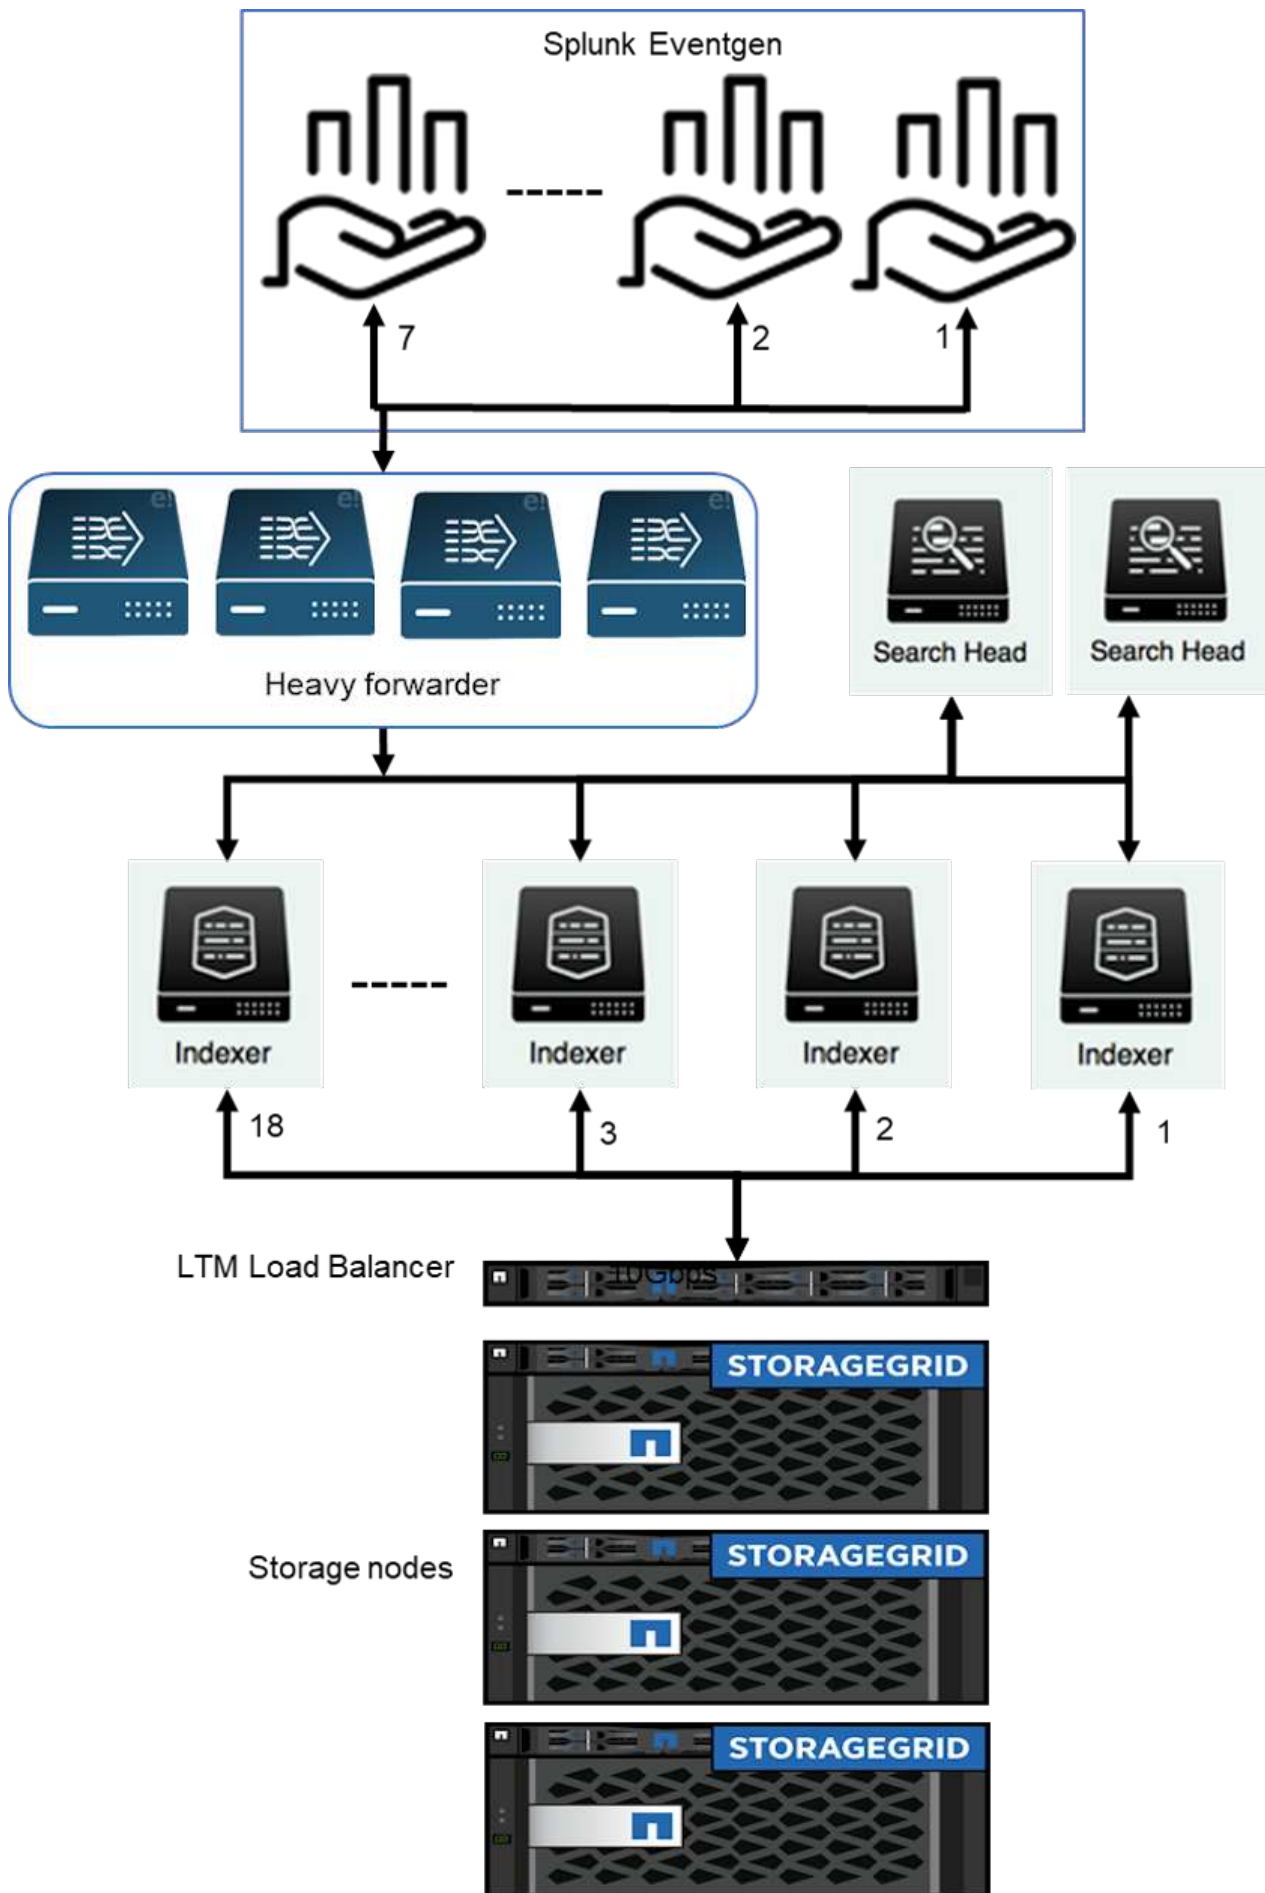 Splunk Eventgen
7
2
1
e!
e!
e!
e!
Heavy forwarder
Search Head
Search Head
Indexer
Indexer
Indexer
Indexer
18
3
2
1
LTM Load Balancer
10Gbps
STORAGEGRID
Storage nodes
STORAGEGRID
STORAGEGRID